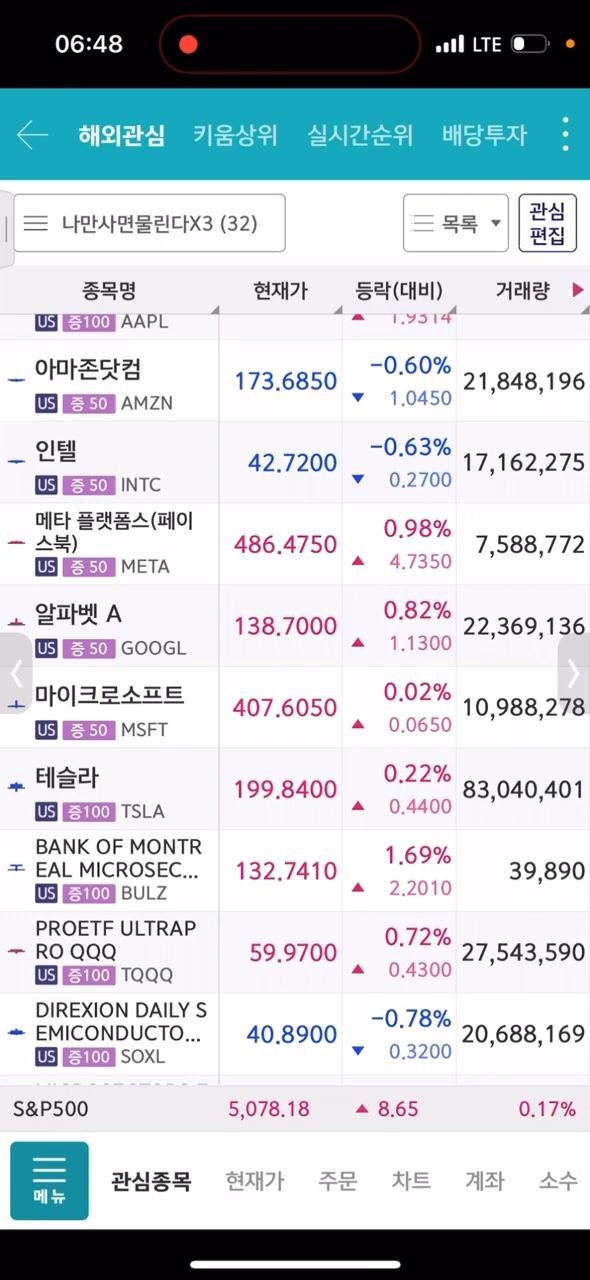 06:48 LTE
해외관심 키움상위 실시간순위 배당투자
나만사면물린다X3 (32) 목록 관심
편집
종목명 현재가 등락(대비) 거래량
US 증100 AAPL ▲ 1.9314
아마존닷컴 173.6850 −0.60% 21,848,196
US 증 50 AMZN ▼ 1.0450
인텔 42.7200 −0.63% 17,162,275
US 증 50 INTC ▼ 0.2700
메타 플랫폼스(페이
스북) 486.4750 0.98% 7,588,772
US 증 50 META ▲ 4.7350
알파벳 A 138.7000 0.82% 22,369,136
US 증 50 GOOGL ▲ 1.1300
마이크로소프트 407.6050 0.02% 10,988,278
US 증 50 MSFT ▲ 0.0650
테슬라 199.8400 0.22% 83,040,401
US 증100 TSLA ▲ 0.4400
BANK OF MONTR
EAL MICROSEC... 132.7410 1.69% 39,890
US 증100 BULZ ▲ 2.2010
PROETF ULTRAP
RO QQQ 59.9700 0.72% 27,543,590
US 증100 TQQQ ▲ 0.4300
DIREXION DAILY S
EMICONDUCTO... 40.8900 −0.78% 20,688,169
US 증100 SOXL ▼ 0.3200
S&P500 5,078.18 ▲ 8.65 0.17%
메뉴 관심종목 현재가 주문 차트 계좌 소수